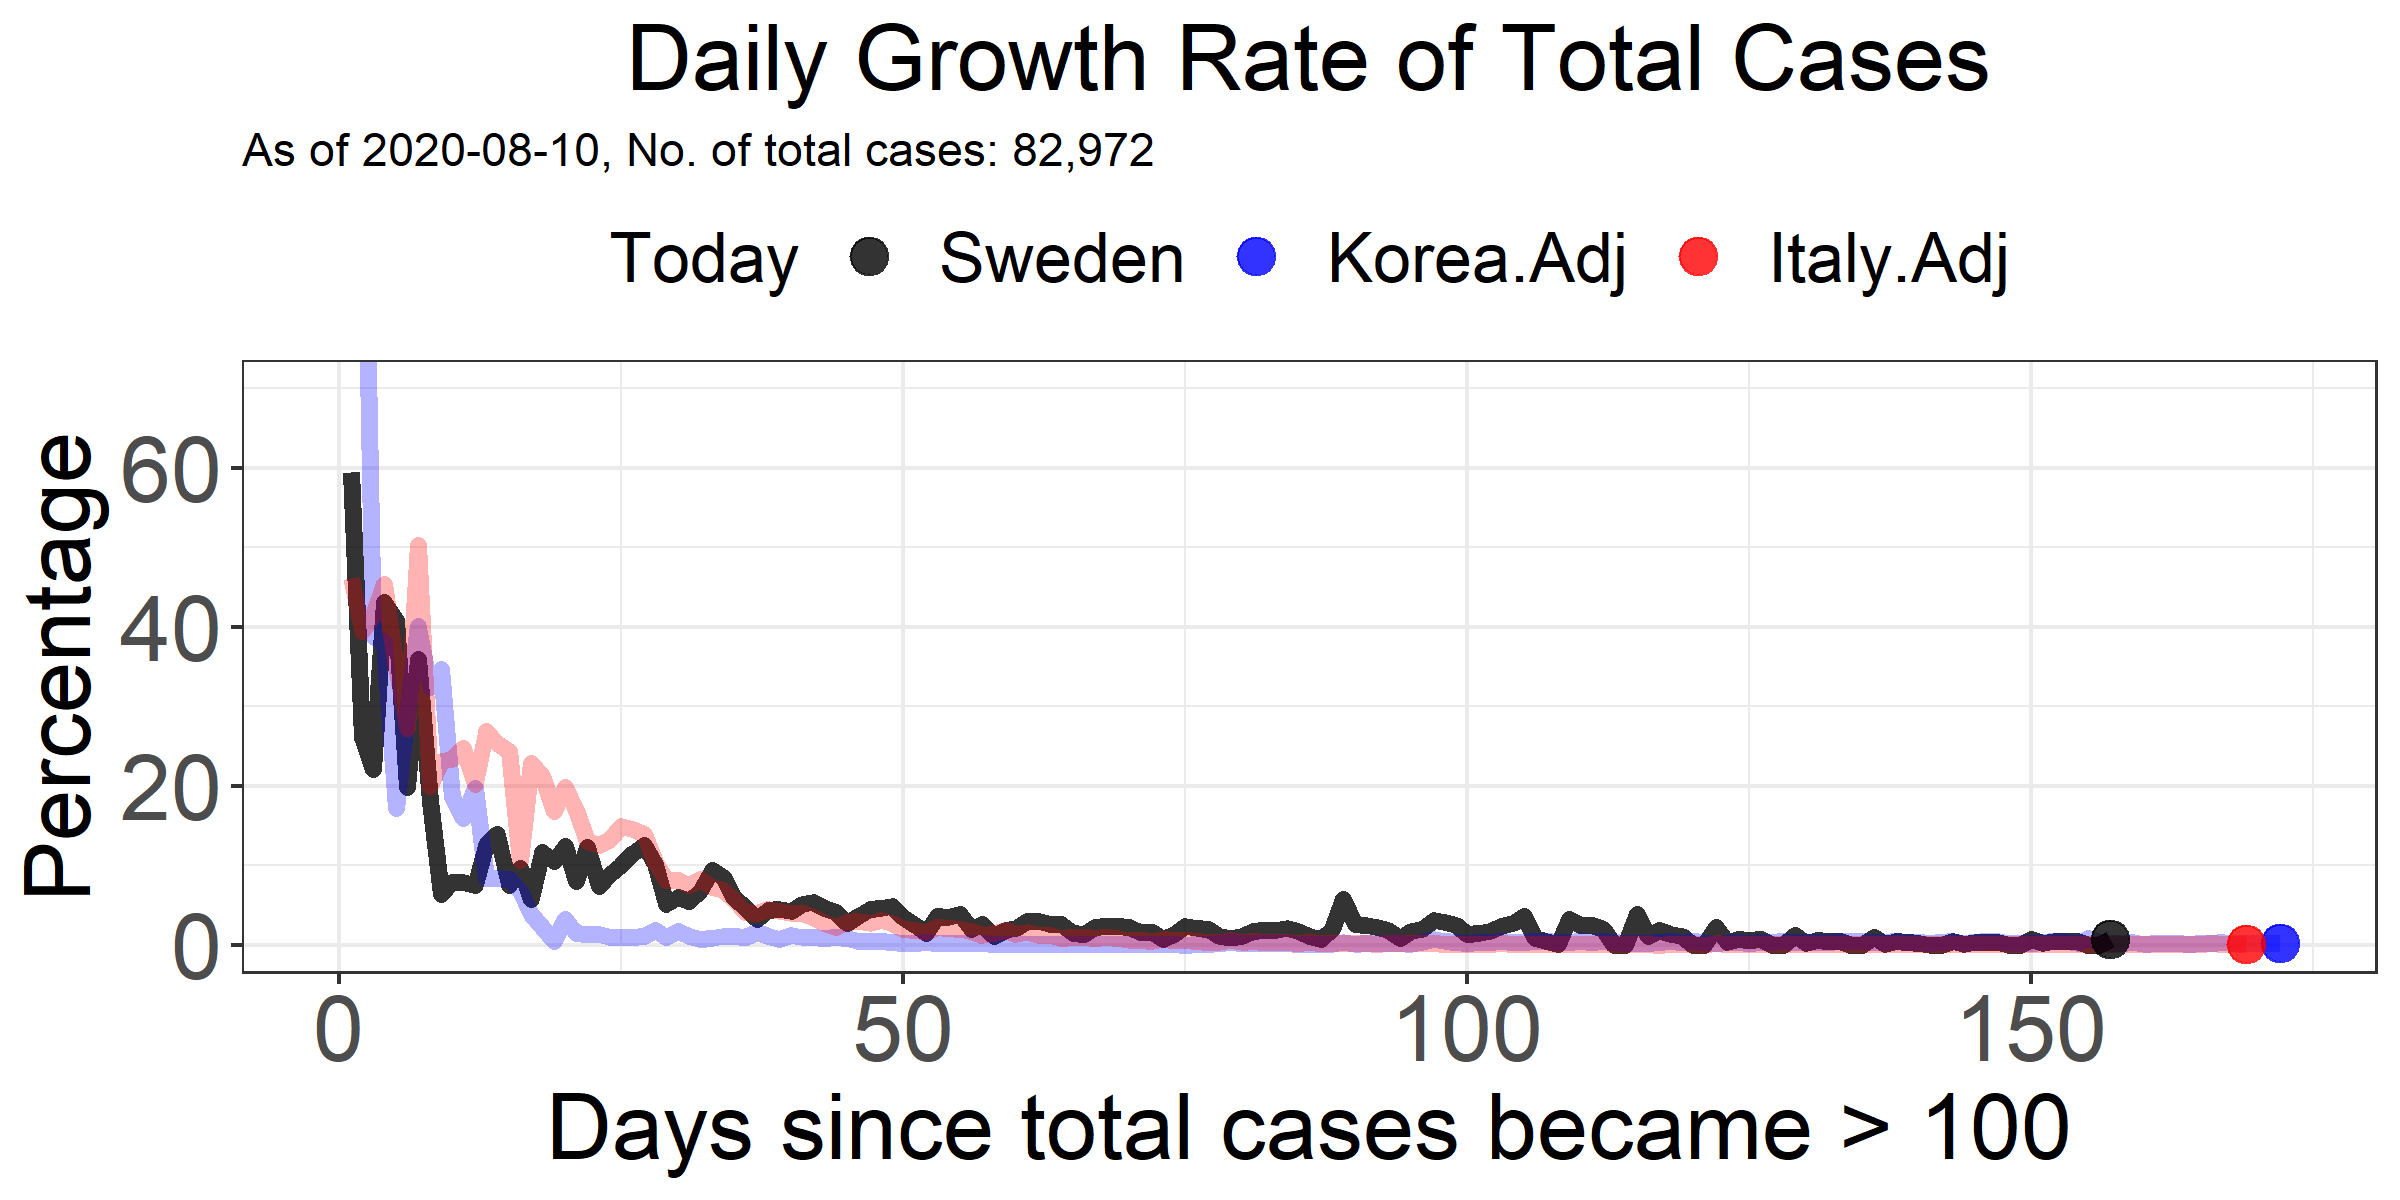 Daily Growth Rate of Total Cases
As of 2020-08-10, No. of total cases: 82,972
Today Sweden Korea.Adj Italy.Adj
Percentage
60
40
20
0
0 50 100 150
Days since total cases became > 100